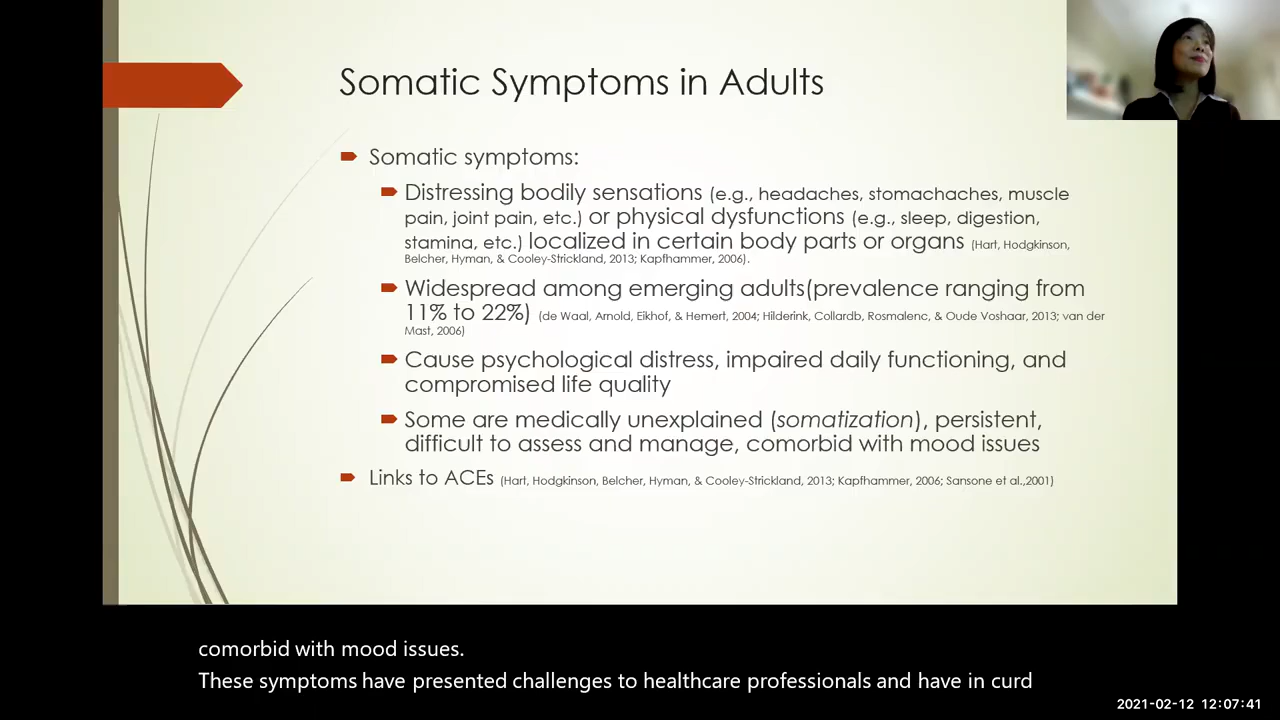 Somatic Symptoms in Adults
Somatic symptoms:
Distressing bodily sensations (e.g., headaches, stomachaches, muscle
pain, joint pain, etc.) or physical dysfunctions (e.g., sleep, digestion,
stamina, etc.) localized in certain body parts or organs (Hart, Hodgkinson,
Belcher, Hyman, & Cooley-Strickland, 2013; Kapfhammer, 2006).
Widespread among emerging adults(prevalence ranging from
11% to 22%) (de Waal, Arnold, Eikhof, & Hemert, 2004; Hilderink, Collardb, Rosmalenc, & Oude Voshaar, 2013; van der
Mast, 2006)
Cause psychological distress, impaired daily functioning, and
compromised life quality
Some are medically unexplained (somatization), persistent,
difficult to assess and manage, comorbid with mood issues
Links to ACEs (Hart, Hodgkinson, Belcher, Hyman, & Cooley-Strickland, 2013; Kapfhammer, 2006; Sansone et al.,2001)
comorbid with mood issues.
These symptoms have presented challenges to healthcare professionals and have in curd
2021-02-12 12:07:41